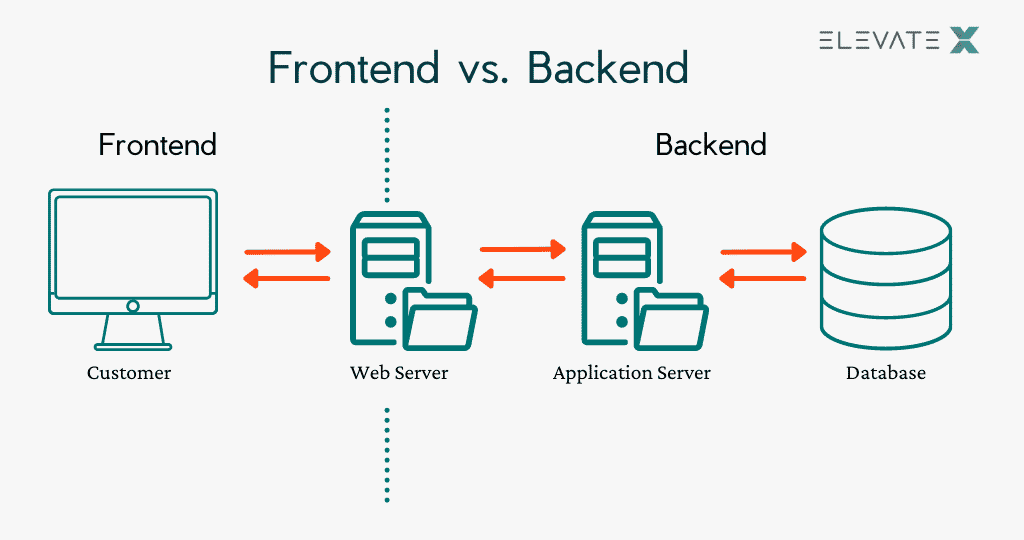 ELEVATE X
Frontend vs. Backend
Frontend
Backend
Customer
Web Server
Application Server
Database